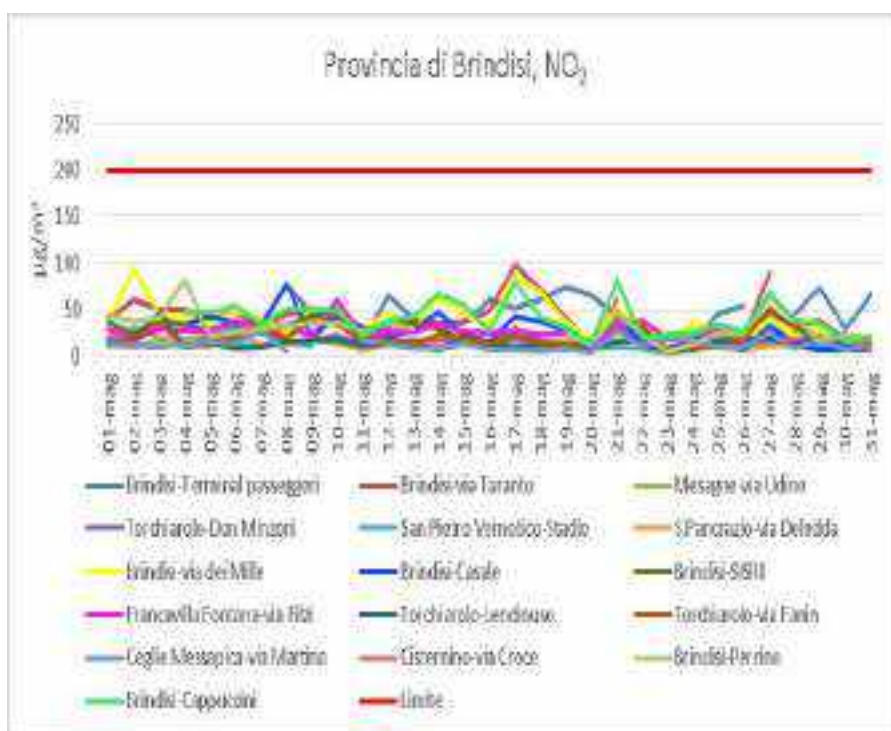 Provincia di Brindisi, NO₂
250
200
150
100
50
0
µg/m³
01-mag
02-mag
03-mag
04-mag
05-mag
06-mag
07-mag
08-mag
09-mag
10-mag
11-mag
12-mag
13-mag
14-mag
15-mag
16-mag
17-mag
18-mag
19-mag
20-mag
21-mag
22-mag
23-mag
24-mag
25-mag
26-mag
27-mag
28-mag
29-mag
30-mag
31-mag
Brindisi-Terminal passeggeri
Brindisi-via Taranto
Mesagne-via Udine
Torchiarolo-Don Minzoni
San Pietro Vernotico-Stadio
S.Pancrazio-via Deledda
Brindisi-via dei Mille
Brindisi-Casale
Brindisi-SISRI
Francavilla Fontana-via Filzi
Torchiarolo-Lendinuso
Torchiarolo-via Fanin
Ceglie Messapica-via Martina
Cisternino-via Croce
Brindisi-Perrino
Brindisi-Cappuccini
Limite